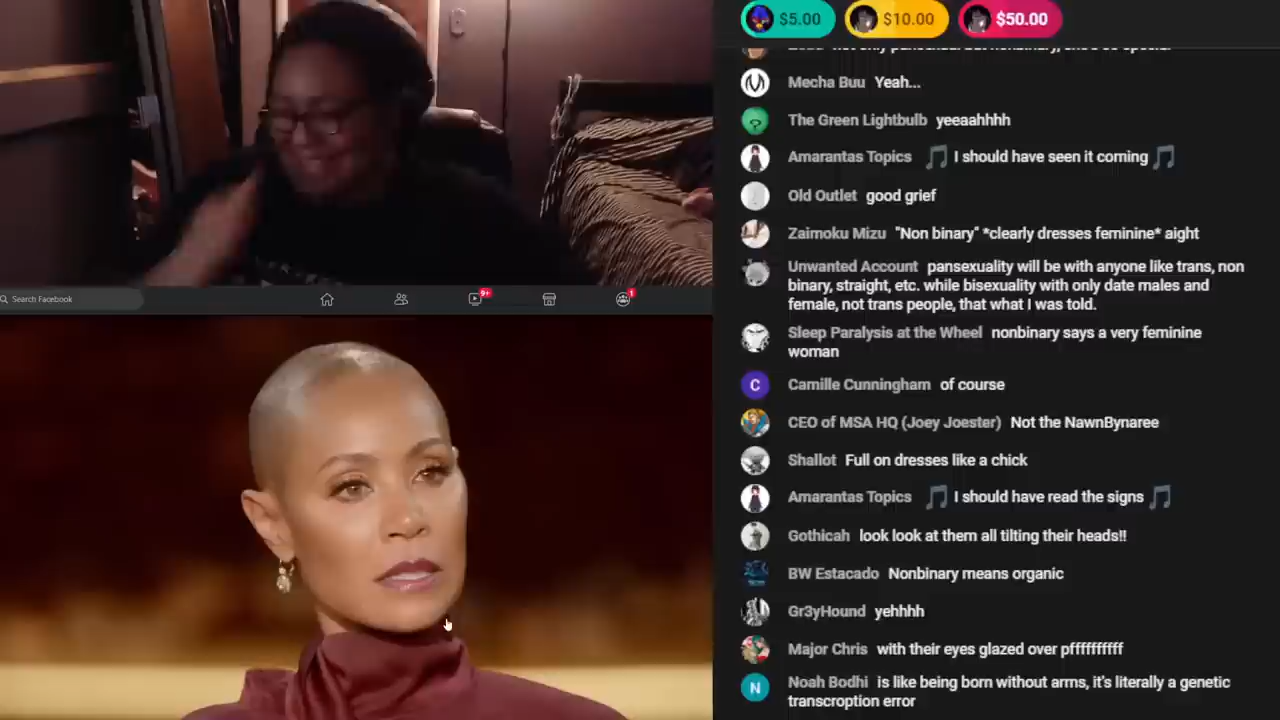 $5.00 $10.00 $50.00
Mecha Buu Yeah...
The Green Lightbulb yeeaahhhh
Amarantas Topics 🎵 I should have seen it coming 🎵
Old Outlet good grief
Zaimoku Mizu "Non binary" *clearly dresses feminine* aight
Unwanted Account pansexuality will be with anyone like trans, non
binary, straight, etc. while bisexuality with only date males and
female, not trans people, that what I was told.
Sleep Paralysis at the Wheel nonbinary says a very feminine
woman
C Camille Cunningham of course
CEO of MSA HQ (Joey Joester) Not the NawnBynaree
Shallot Full on dresses like a chick
Amarantas Topics 🎵 I should have read the signs 🎵
Gothicah look look at them all tilting their heads!!
BW Estacado Nonbinary means organic
Gr3yHound yehhhh
Major Chris with their eyes glazed over pffffffffff
N Noah Bodhi is like being born without arms, it's literally a genetic
transcroption error
Search Facebook
9+ 1